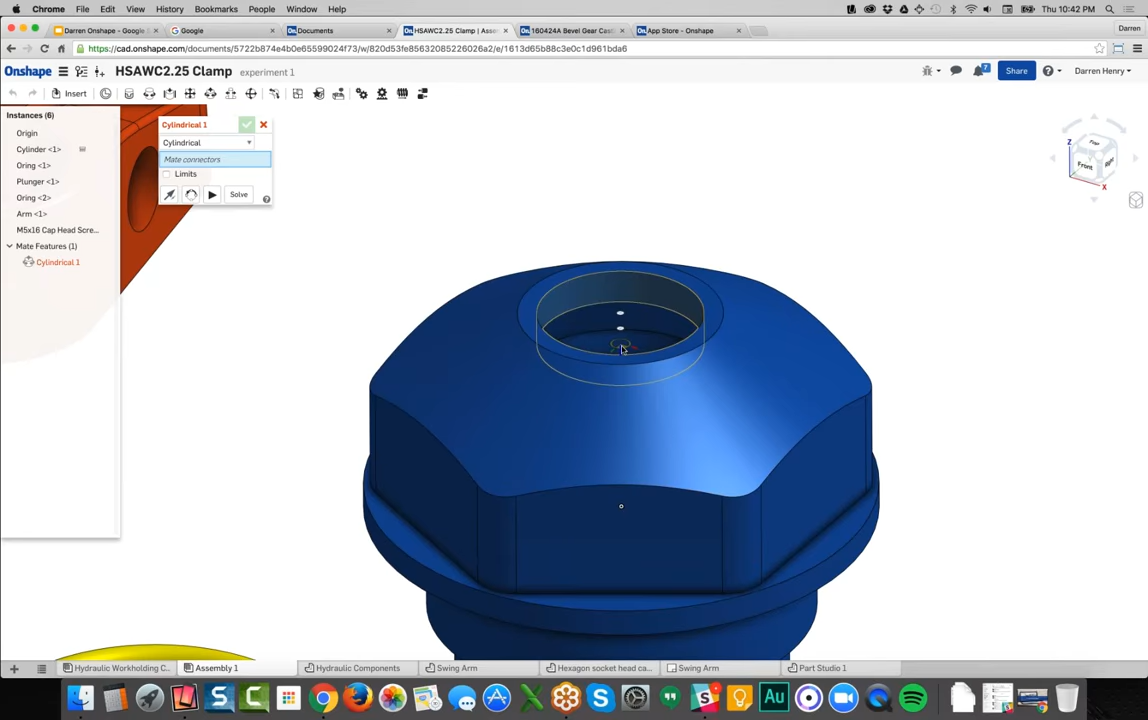 Chrome File Edit View History Bookmarks People Window Help Thu 10:42 PM
Darren Onshape - Google Google Documents HSAWC2.25 Clamp | Asse 160424A Bevel Gear Cas App Store - Onshape Darren
https://cad.onshape.com/documents/5722b874e4b0e65599024f73/w/820d53fe85632085226026a2/e/1613d65b88c3e0c1d961bda6
Onshape HSAWC2.25 Clamp experiment 1 7 Share Darren Henry
Insert
Instances (6)
Origin
Cylinder <1>
Oring <1>
Plunger <1>
Oring <2>
Arm <1>
M5x16 Cap Head Scre...
Mate Features (1)
Cylindrical 1
Cylindrical 1
Cylindrical
Mate connectors
Limits
Solve
Z Top Front Right X
Hydraulic Workholding C... Assembly 1 Hydraulic Components Swing Arm Hexagon socket head ca... Swing Arm Part Studio 1